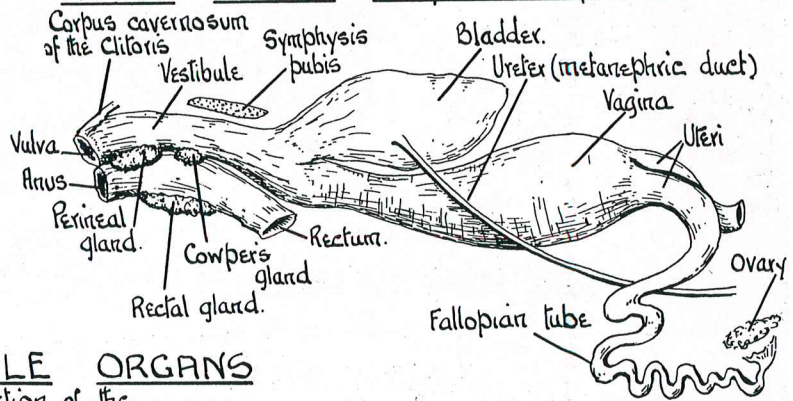 Corpus cavernosum
of the Clitoris
Symphysis
pubis
Bladder.
Vestibule
Ureter (metanephric duct)
Vagina
Uteri
Vulva
Anus
Perineal
gland.
Cowper's
gland
Rectum.
Rectal gland.
Ovary
Fallopian tube
LE ORGANS
ction of the